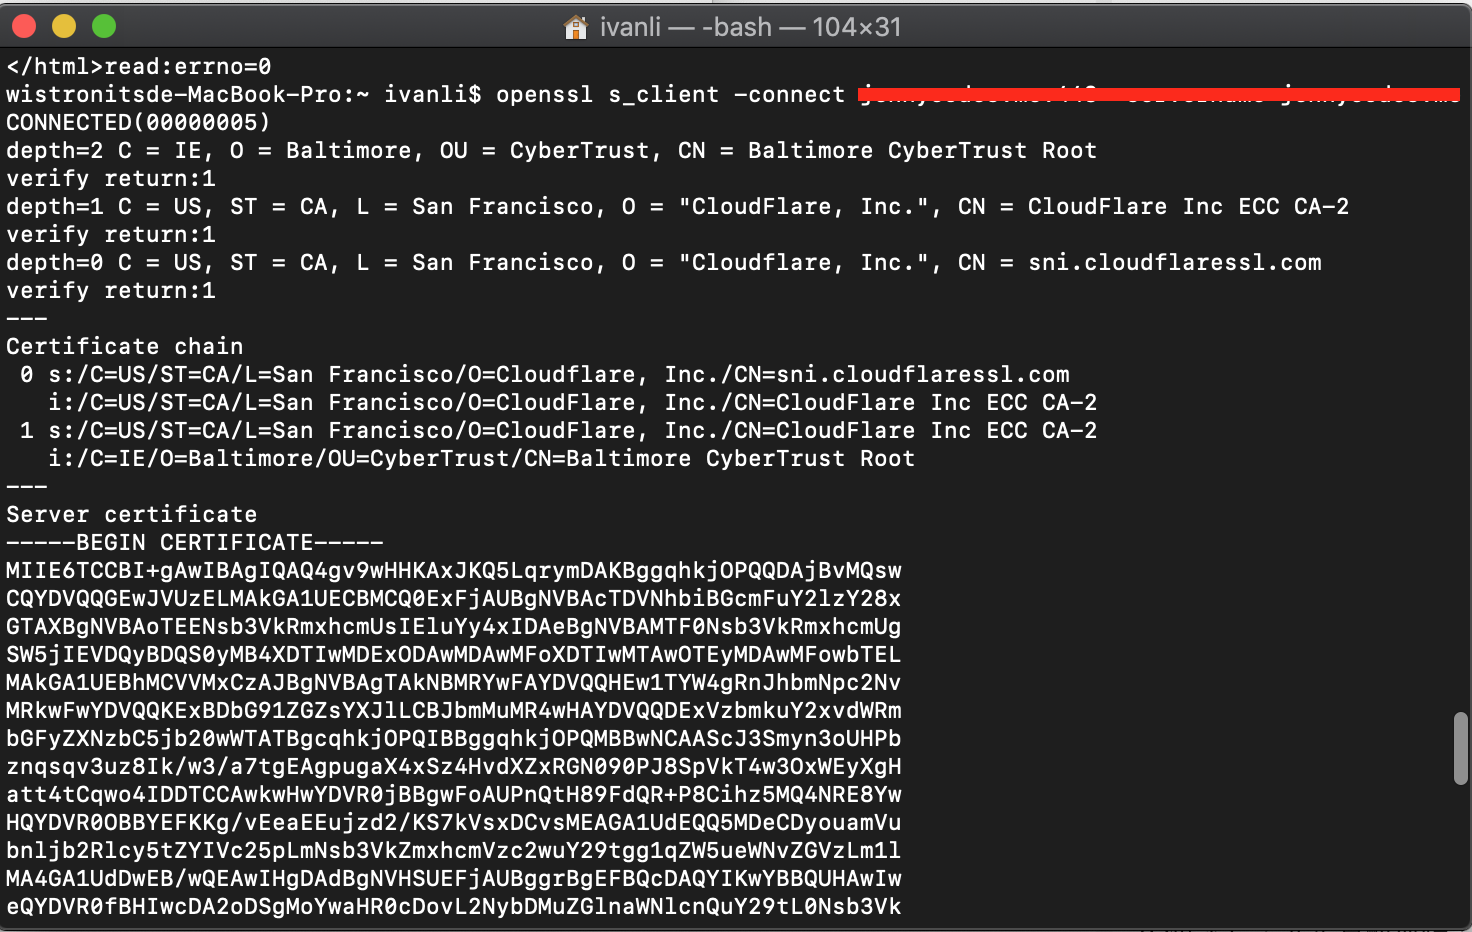 ivanli — -bash — 104×31
</html>read:errno=0
wistronitsde-MacBook-Pro:~ ivanli$ openssl s_client -connect
CONNECTED(00000005)
depth=2 C = IE, O = Baltimore, OU = CyberTrust, CN = Baltimore CyberTrust Root
verify return:1
depth=1 C = US, ST = CA, L = San Francisco, O = "CloudFlare, Inc.", CN = CloudFlare Inc ECC CA-2
verify return:1
depth=0 C = US, ST = CA, L = San Francisco, O = "Cloudflare, Inc.", CN = sni.cloudflaressl.com
verify return:1
---
Certificate chain
 0 s:/C=US/ST=CA/L=San Francisco/O=Cloudflare, Inc./CN=sni.cloudflaressl.com
   i:/C=US/ST=CA/L=San Francisco/O=CloudFlare, Inc./CN=CloudFlare Inc ECC CA-2
 1 s:/C=US/ST=CA/L=San Francisco/O=CloudFlare, Inc./CN=CloudFlare Inc ECC CA-2
   i:/C=IE/O=Baltimore/OU=CyberTrust/CN=Baltimore CyberTrust Root
---
Server certificate
-----BEGIN CERTIFICATE-----
MIIE6TCCBI+gAwIBAgIQAQ4gv9wHHKAxJKQ5LqrymDAKBggqhkjOPQQDAjBvMQsw
CQYDVQQGEwJVUzELMAkGA1UECBMCQ0ExFjAUBgNVBAcTDVNhbiBGcmFuY2lzY28x
GTAXBgNVBAoTEENsb3VkRmxhcmUsIEluYy4xIDAeBgNVBAMTF0Nsb3VkRmxhcmUg
SW5jIEVDQyBDQS0yMB4XDTIwMDExODAwMDAwMFoXDTIwMTAwOTEyMDAwMFowbTEL
MAkGA1UEBhMCVVMxCzAJBgNVBAgTAkNBMRYwFAYDVQQHEw1TYW4gRnJhbmNpc2Nv
MRkwFwYDVQQKExBDbG91ZGZsYXJlLCBJbmMuMR4wHAYDVQQDExVzbmkuY2xvdWRm
bGFyZXNzbC5jb20wWTATBgcqhkjOPQIBBggqhkjOPQMBBwNCAAScJ3Smyn3oUHPb
znqsqv3uz8Ik/w3/a7tgEAgpugaX4xSz4HvdXZxRGN090PJ8SpVkT4w3OxWEyXgH
att4tCqwo4IDDTCCAwkwHwYDVR0jBBgwFoAUPnQtH89FdQR+P8Cihz5MQ4NRE8Yw
HQYDVR0OBBYEFKKg/vEeaEEujzd2/KS7kVsxDCvsMEAGA1UdEQQ5MDeCDyouamVu
bnljb2Rlcy5tZYIVc25pLmNsb3VkZmxhcmVzc2wuY29tgg1qZW5ueWNvZGVzLm1l
MA4GA1UdDwEB/wQEAwIHgDAdBgNVHSUEFjAUBggrBgEFBQcDAQYIKwYBBQUHAwIw
eQYDVR0fBHIwcDA2oDSgMoYwaHR0cDovL2NybDMuZGlnaWNlcnQuY29tL0Nsb3Vk